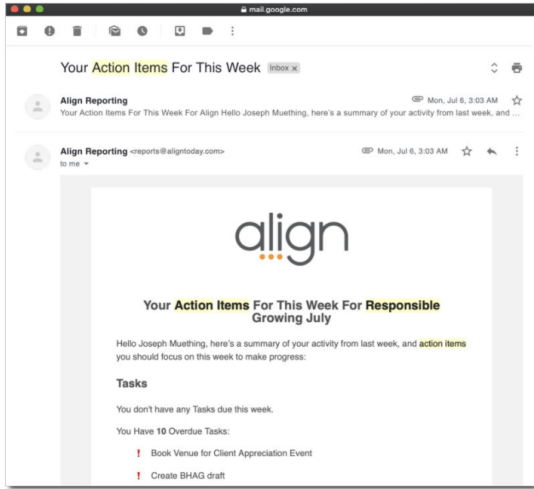 mail.google.com
Your Action Items For This Week Inbox x
Align Reporting Mon, Jul 6, 3:03 AM
Your Action Items For This Week For Align Hello Joseph Muething, here's a summary of your activity from last week, and ...
Align Reporting <reports@aligntoday.com> Mon, Jul 6, 3:03 AM
to me
align
Your Action Items For This Week For Responsible
Growing July
Hello Joseph Muething, here's a summary of your activity from last week, and action items
you should focus on this week to make progress:
Tasks
You don't have any Tasks due this week.
You Have 10 Overdue Tasks:
! Book Venue for Client Appreciation Event
! Create BHAG draft